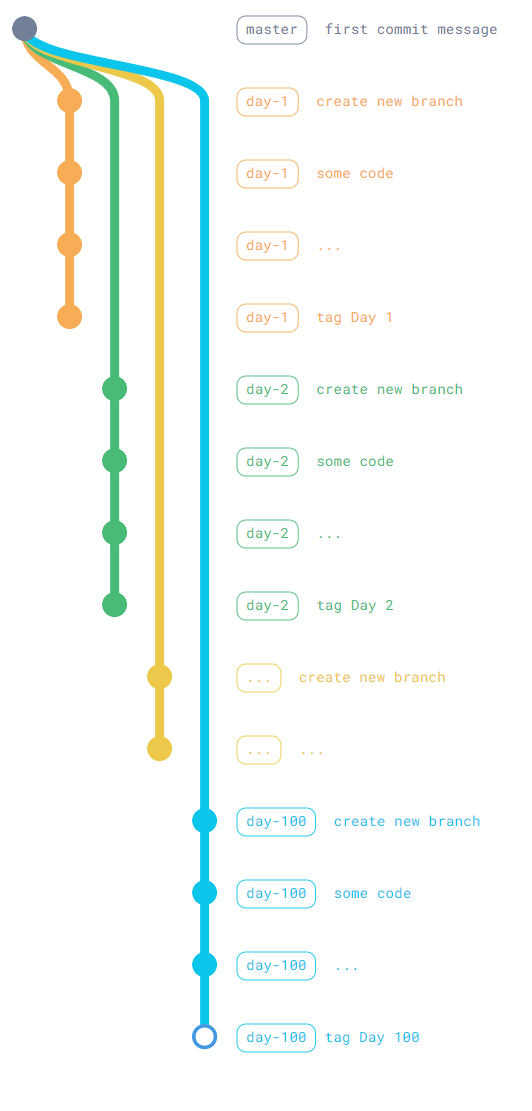 master first commit message
day-1 create new branch
day-1 some code
day-1 ...
day-1 tag Day 1
day-2 create new branch
day-2 some code
day-2 ...
day-2 tag Day 2
... create new branch
... ...
day-100 create new branch
day-100 some code
day-100 ...
day-100 tag Day 100